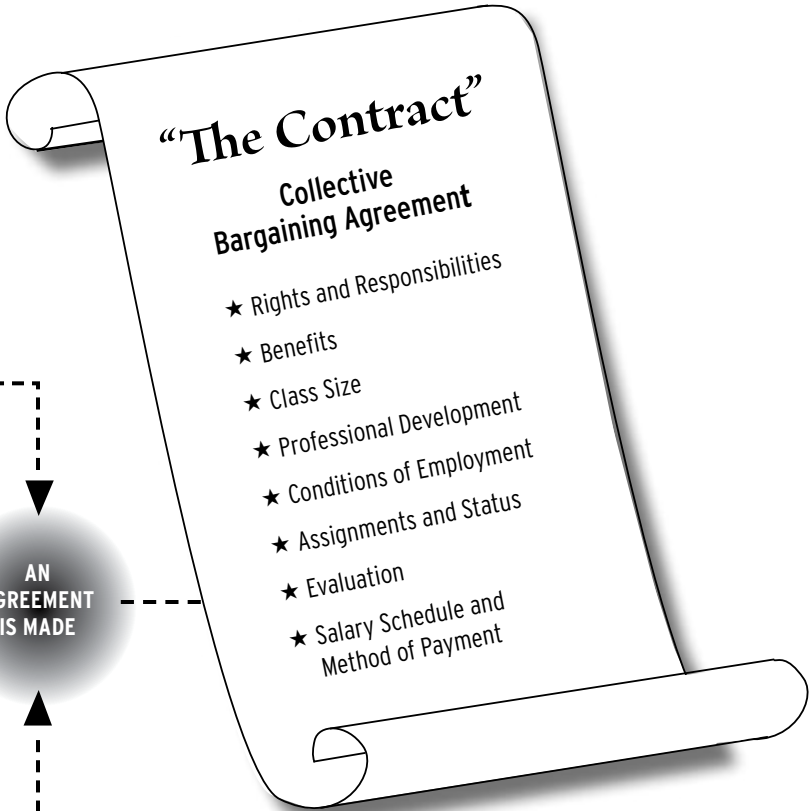 “The Contract”
Collective
Bargaining Agreement
★ Rights and Responsibilities
★ Benefits
★ Class Size
★ Professional Development
★ Conditions of Employment
★ Assignments and Status
★ Evaluation
★ Salary Schedule and
Method of Payment
AN
GREEMENT
IS MADE